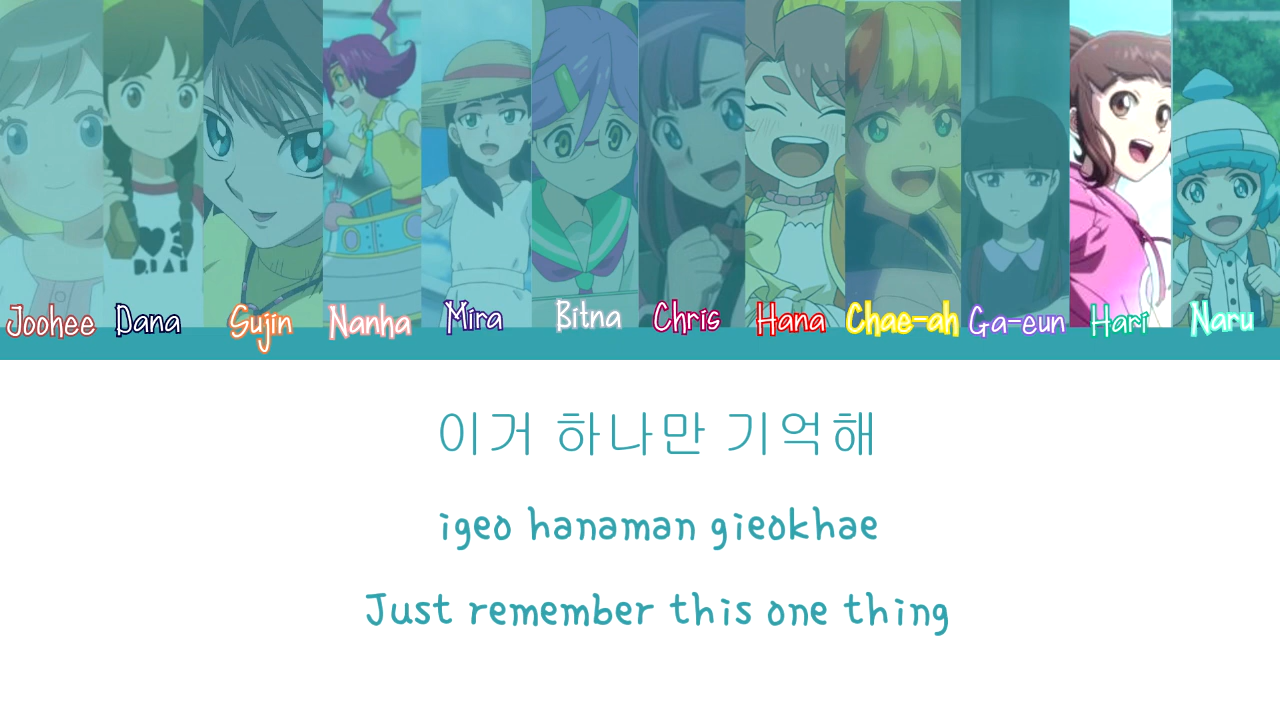 Joohee Dana Sujin Nanha Mira Bitna Chris Hana Chae-ah Ga-eun Hari Naru
이거 하나만 기억해
igeo hanaman gieokhae
Just remember this one thing